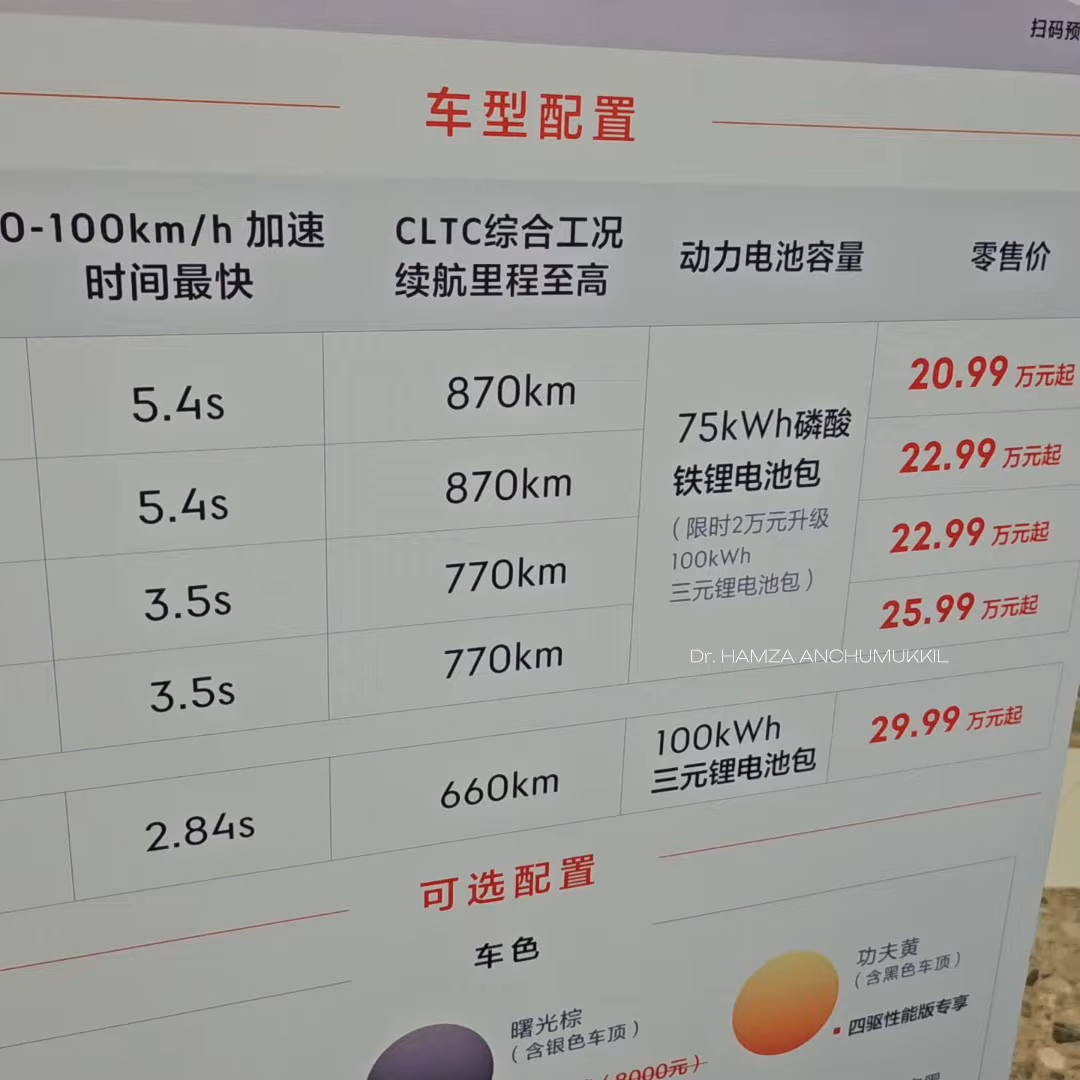 扫码预
车型配置
0-100km/h 加速
时间最快
CLTC综合工况
续航里程至高
动力电池容量
零售价
5.4s
870km
75kWh磷酸
铁锂电池包
(限时2万元升级
100kWh
三元锂电池包)
20.99 万元起
5.4s
870km
22.99 万元起
3.5s
770km
22.99 万元起
3.5s
770km
25.99 万元起
Dr. HAMZA ANCHUMUKKIL
2.84s
660km
100kWh
三元锂电池包
29.99 万元起
可选配置
车色
曙光棕
(含银色车顶)
(8000元)
功夫黄
(含黑色车顶)
四驱性能版专享